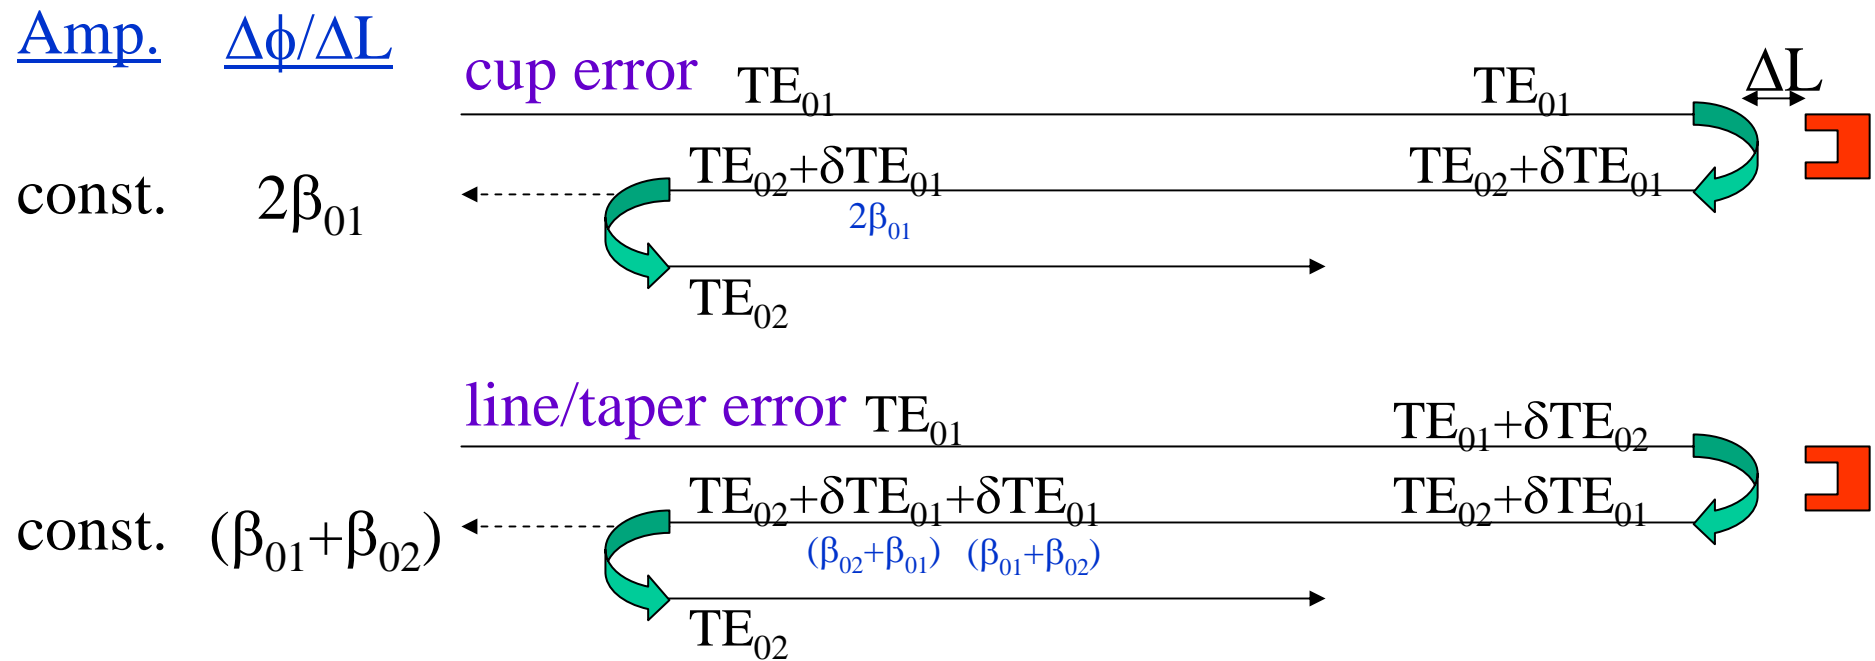 Amp. Δϕ/ΔL
cup error TE₀₁ TE₀₁ ΔL
const. 2β₀₁ TE₀₂+δTE₀₁ TE₀₂+δTE₀₁
2β₀₁
TE₀₂
line/taper error TE₀₁ TE₀₁+δTE₀₂
const. (β₀₁+β₀₂) TE₀₂+δTE₀₁+δTE₀₁ TE₀₂+δTE₀₁
(β₀₂+β₀₁) (β₀₁+β₀₂)
TE₀₂